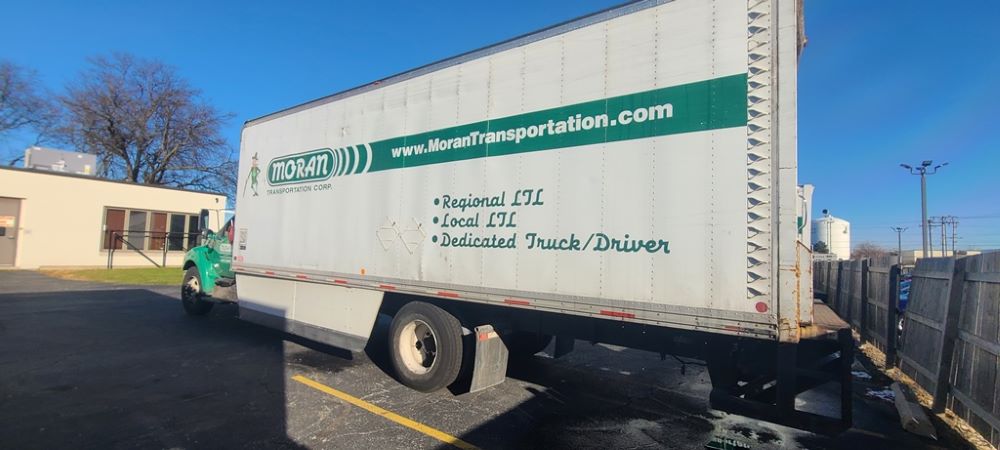 MORAN
TRANSPORTATION CORP.
www.MoranTransportation.com
• Regional LTL
• Local LTL
• Dedicated Truck/Driver